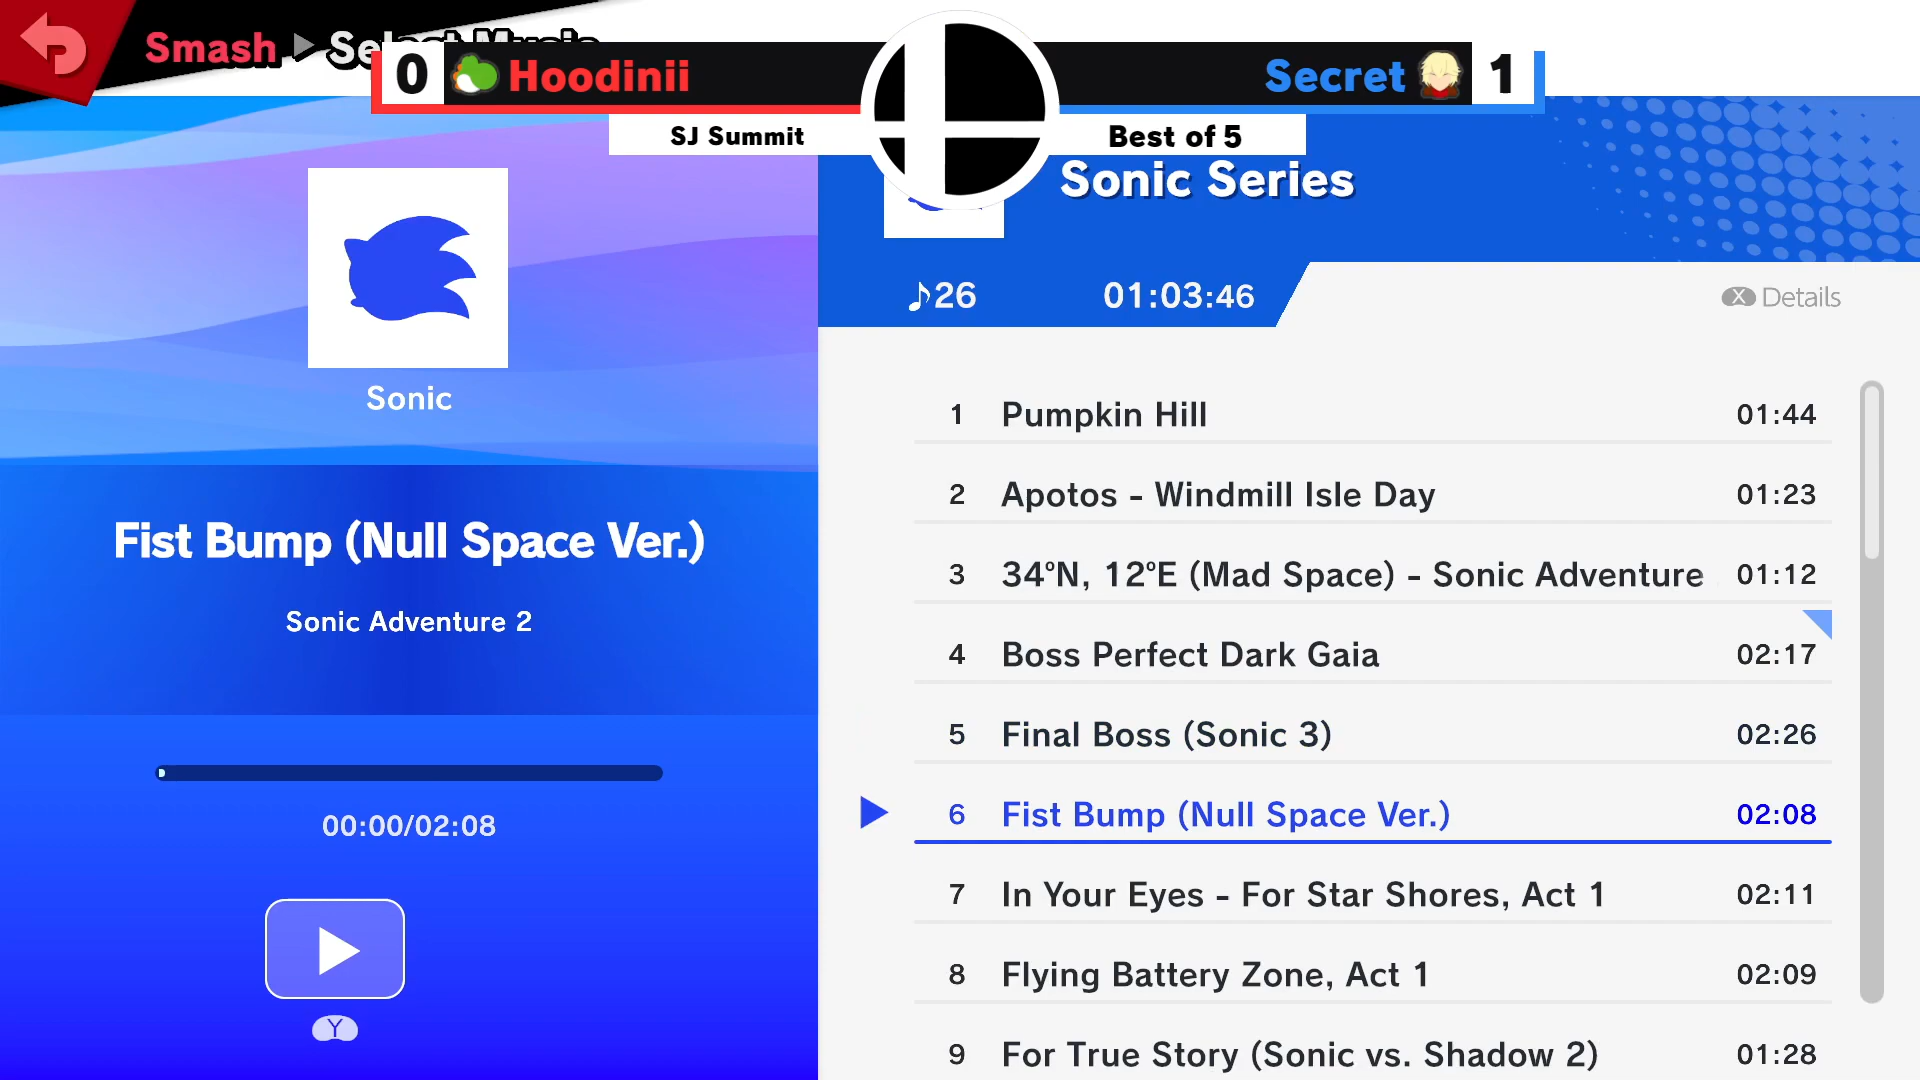 Smash ▶ Select Music
0 Hoodinii
Secret 1
SJ Summit
Best of 5
Sonic Series
♪26 01:03:46
X Details
Sonic
Fist Bump (Null Space Ver.)
Sonic Adventure 2
00:00/02:08
Y
1 Pumpkin Hill 01:44
2 Apotos - Windmill Isle Day 01:23
3 34°N, 12°E (Mad Space) - Sonic Adventure 01:12
4 Boss Perfect Dark Gaia 02:17
5 Final Boss (Sonic 3) 02:26
6 Fist Bump (Null Space Ver.) 02:08
7 In Your Eyes - For Star Shores, Act 1 02:11
8 Flying Battery Zone, Act 1 02:09
9 For True Story (Sonic vs. Shadow 2) 01:28